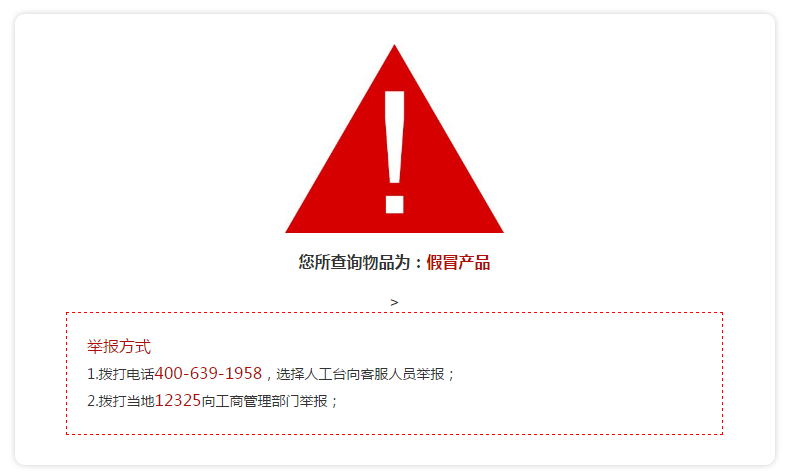 !
您所查询物品为：假冒产品
>
举报方式
1.拨打电话400-639-1958，选择人工台向客服人员举报；
2.拨打当地12325向工商管理部门举报；